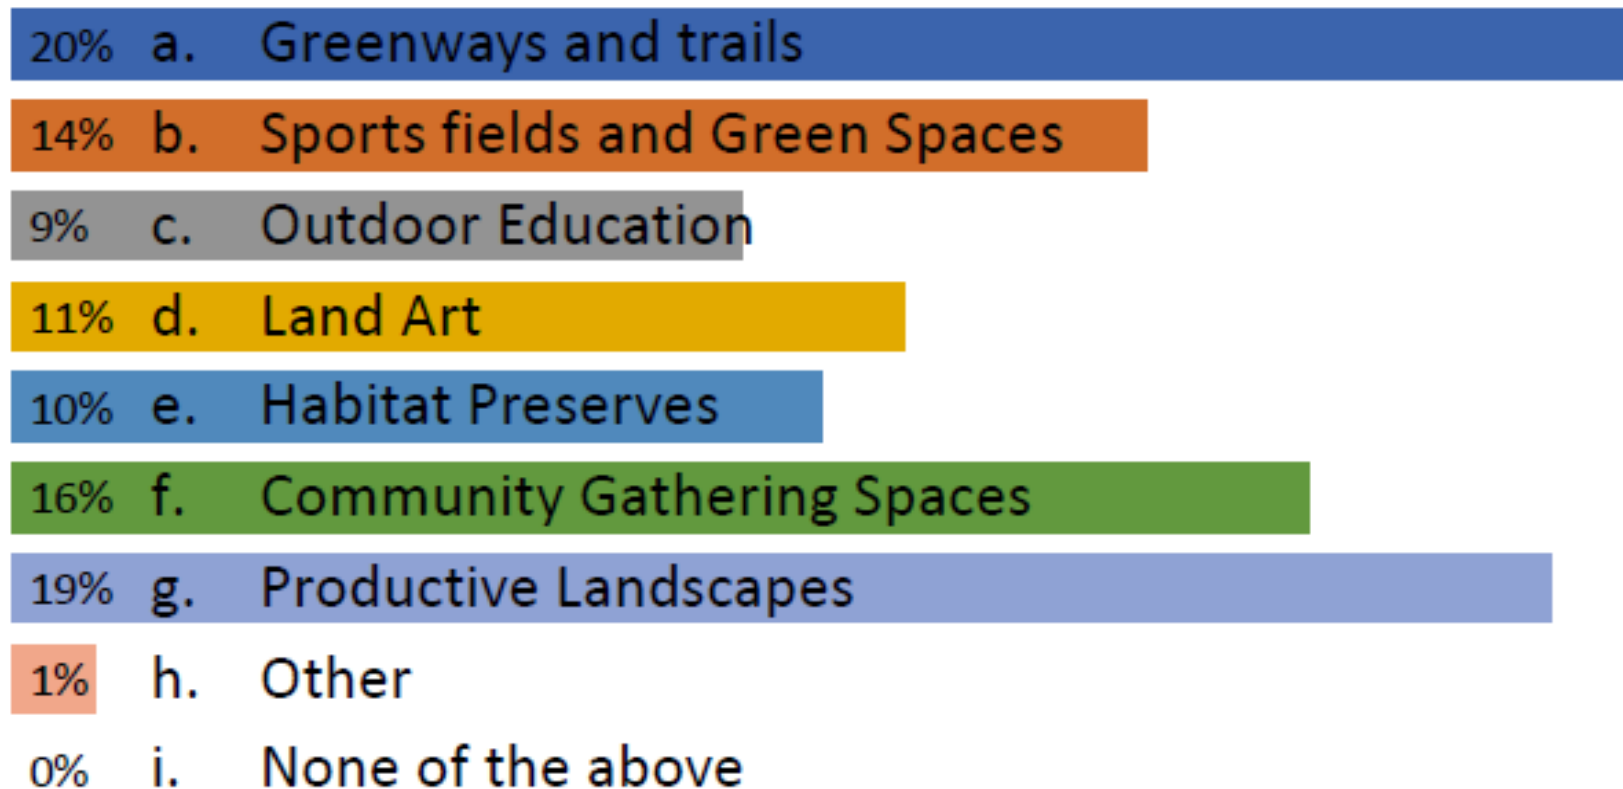 20% a. Greenways and trails
14% b. Sports fields and Green Spaces
9% c. Outdoor Education
11% d. Land Art
10% e. Habitat Preserves
16% f. Community Gathering Spaces
19% g. Productive Landscapes
1% h. Other
0% i. None of the above